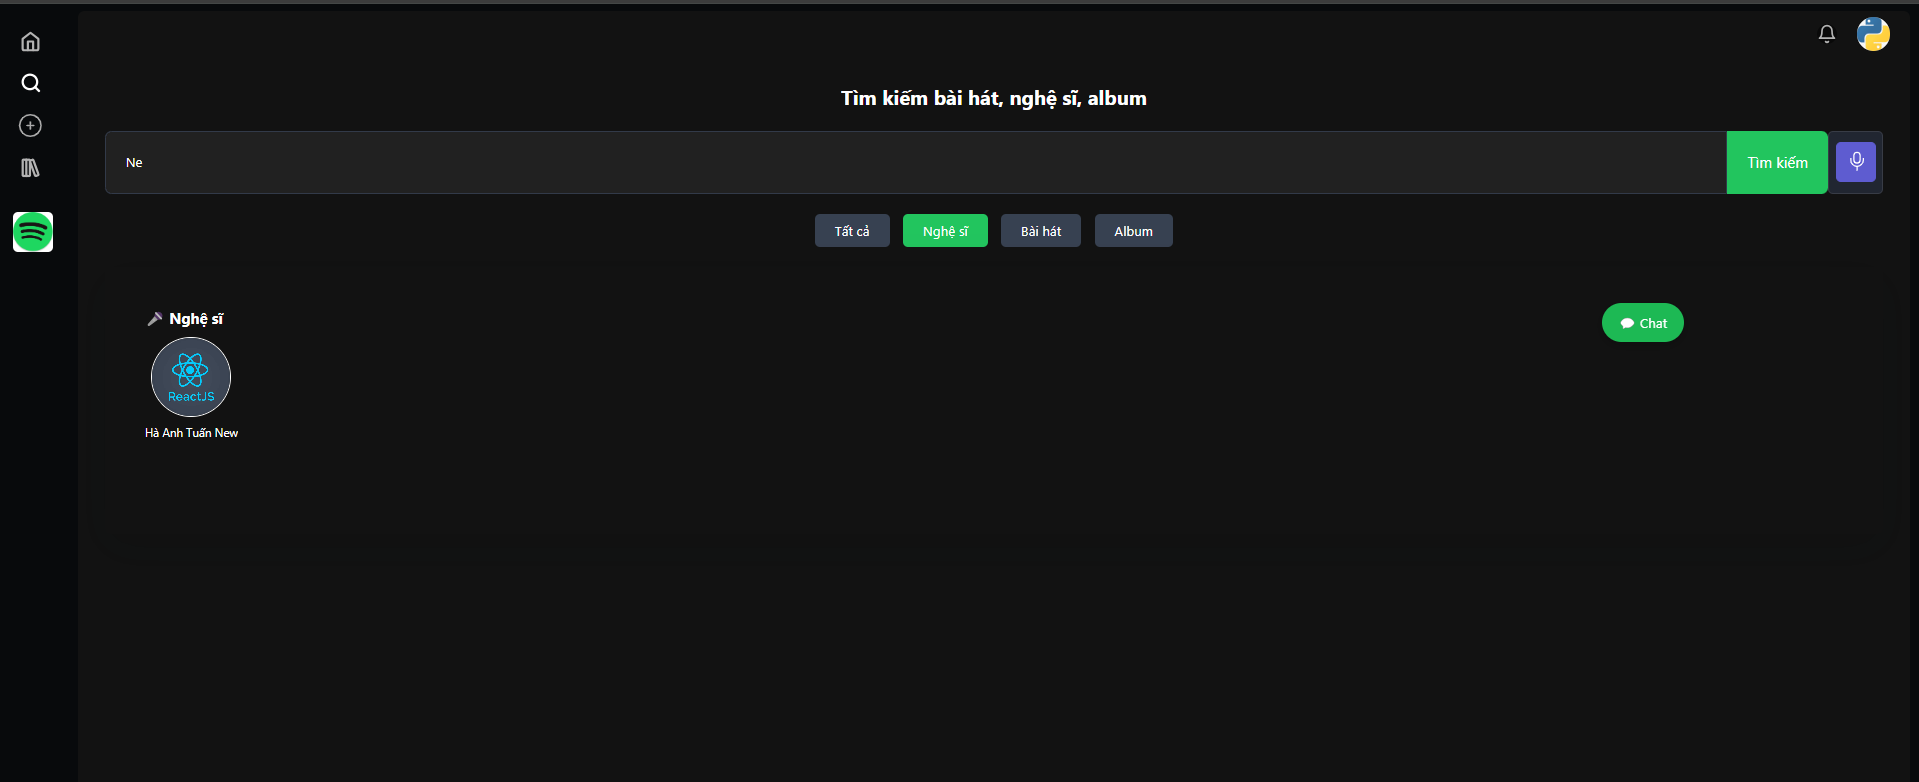 Tìm kiếm bài hát, nghệ sĩ, album
Ne
Tìm kiếm
Tất cả
Nghệ sĩ
Bài hát
Album
Nghệ sĩ
Chat
ReactJS
Hà Anh Tuấn New